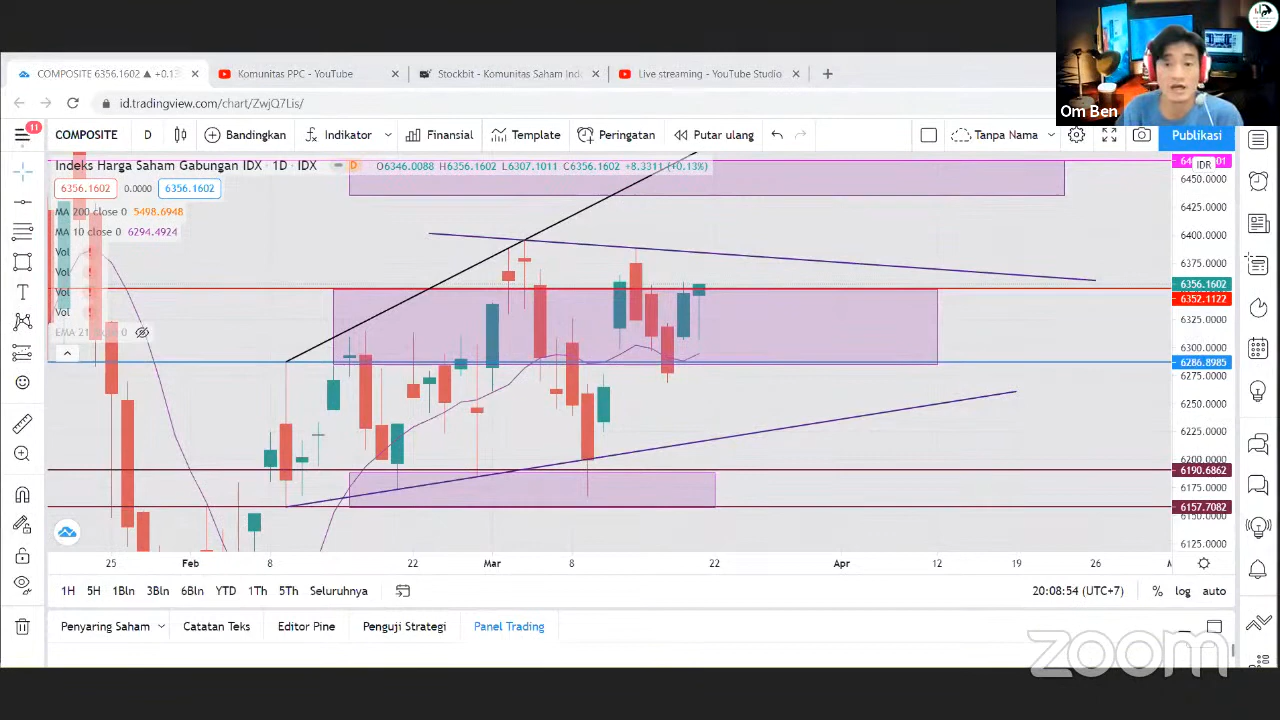 Om Ben
COMPOSITE 6356.1602 ▲ +0.13%
Komunitas PPC - YouTube
Stockbit - Komunitas Saham Ind
Live streaming - YouTube Studio
id.tradingview.com/chart/ZwjQ7Lis/
11
COMPOSITE
D
Bandingkan
Indikator
Finansial
Template
Peringatan
Putar ulang
Tanpa Nama
Publikasi
Indeks Harga Saham Gabungan IDX · 1D · IDX
D
O6346.0088 H6356.1602 L6307.1011 C6356.1602 +8.3311 (+0.13%)
6356.1602
0.0000
6356.1602
MA 200 close 0 5498.6948
MA 10 close 0 6294.4924
Vol
Vol
Vol
Vol
EMA 21
IDR
6450.0000
6425.0000
6400.0000
6375.0000
6356.1602
6352.1122
6325.0000
6300.0000
6286.8985
6275.0000
6250.0000
6225.0000
6200.0000
6190.6862
6175.0000
6157.7082
6150.0000
6125.0000
25
Feb
8
22
Mar
8
22
Apr
12
19
26
1H
5H
1Bln
3Bln
6Bln
YTD
1Th
5Th
Seluruhnya
20:08:54 (UTC+7)
%
log
auto
Penyaring Saham
Catatan Teks
Editor Pine
Penguji Strategi
Panel Trading
zoom